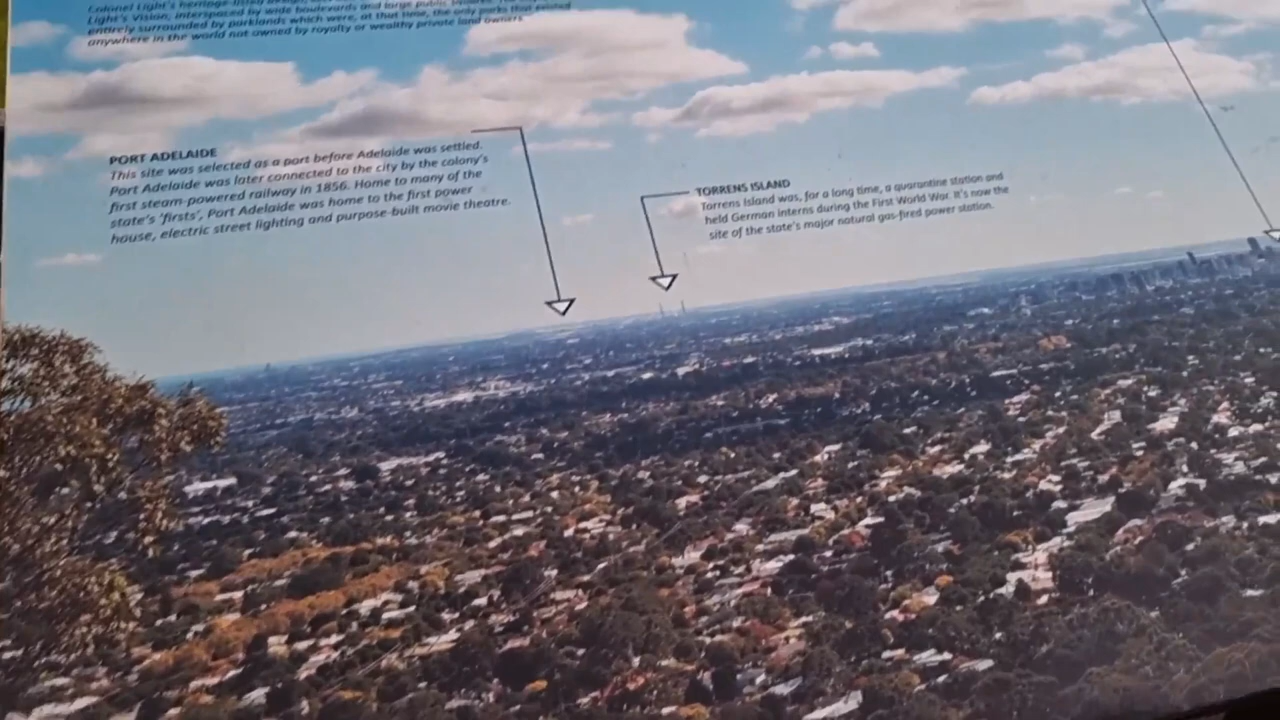 Colonel Light's heritage-listed design,
Light's Vision, interspersed by wide boulevards and large public
entirely surrounded by parklands which were, at that time, the only parks that existed
anywhere in the world not owned by royalty or wealthy private land owners
PORT ADELAIDE
This site was selected as a port before Adelaide was settled.
Port Adelaide was later connected to the city by the colony's
first steam-powered railway in 1856. Home to many of the
state's 'firsts', Port Adelaide was home to the first power
house, electric street lighting and purpose-built movie theatre.
TORRENS ISLAND
Torrens Island was, for a long time, a quarantine station and
held German interns during the First World War. It's now the
site of the state's major natural gas-fired power station.